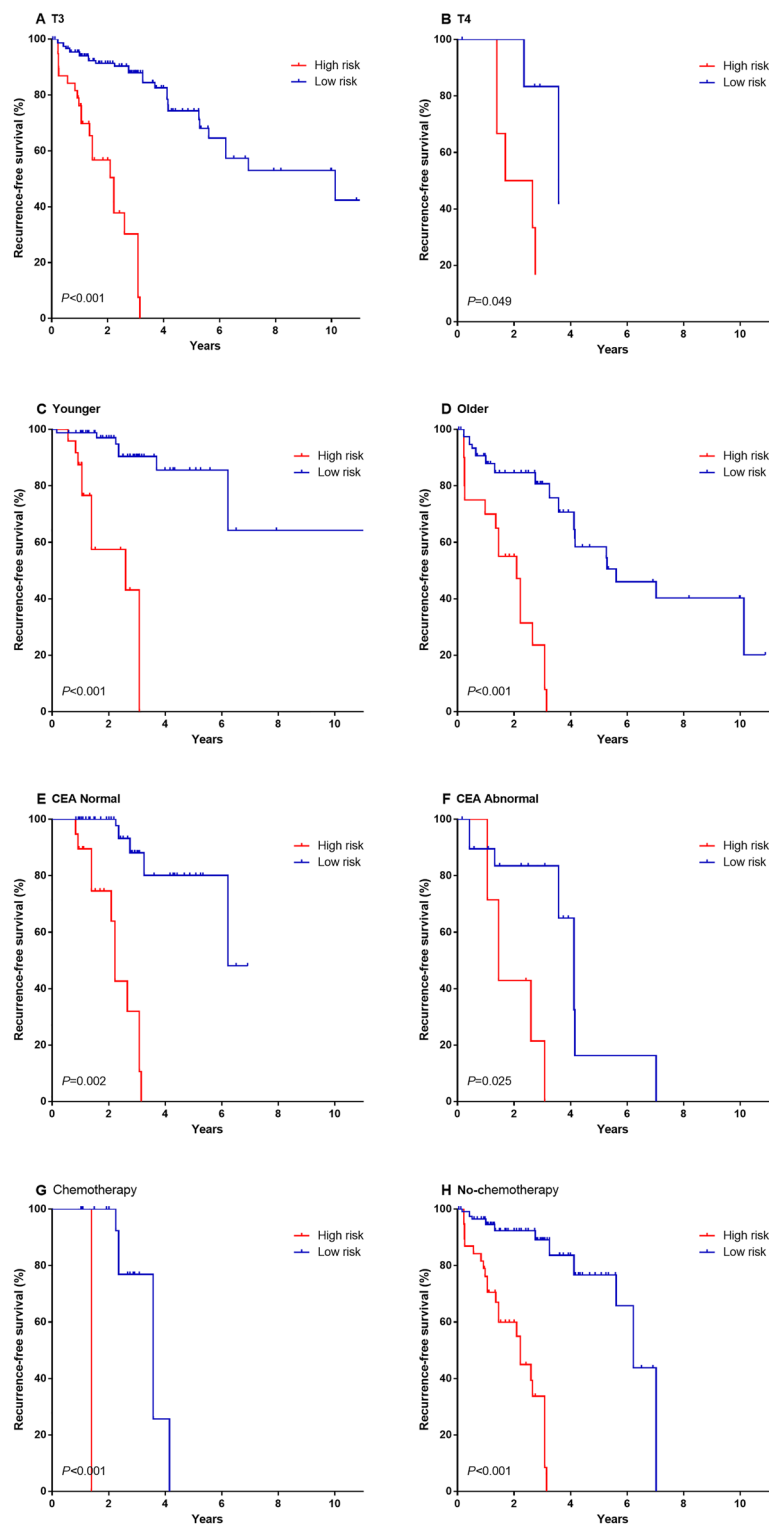 A T3
Recurrence-free survival (%)
100
80
60
40
20
0
High risk
Low risk
P<0.001
0 2 4 6 8 10
Years
B T4
Recurrence-free survival (%)
100
80
60
40
20
0
High risk
Low risk
P=0.049
0 2 4 6 8 10
Years
C Younger
Recurrence-free survival (%)
100
80
60
40
20
0
High risk
Low risk
P<0.001
0 2 4 6 8 10
Years
D Older
Recurrence-free survival (%)
100
80
60
40
20
0
High risk
Low risk
P<0.001
0 2 4 6 8 10
Years
E CEA Normal
Recurrence-free survival (%)
100
80
60
40
20
0
High risk
Low risk
P=0.002
0 2 4 6 8 10
Years
F CEA Abnormal
Recurrence-free survival (%)
100
80
60
40
20
0
High risk
Low risk
P=0.025
0 2 4 6 8 10
Years
G Chemotherapy
Recurrence-free survival (%)
100
80
60
40
20
0
High risk
Low risk
P<0.001
0 2 4 6 8 10
Years
H No-chemotherapy
Recurrence-free survival (%)
100
80
60
40
20
0
High risk
Low risk
P<0.001
0 2 4 6 8 10
Years